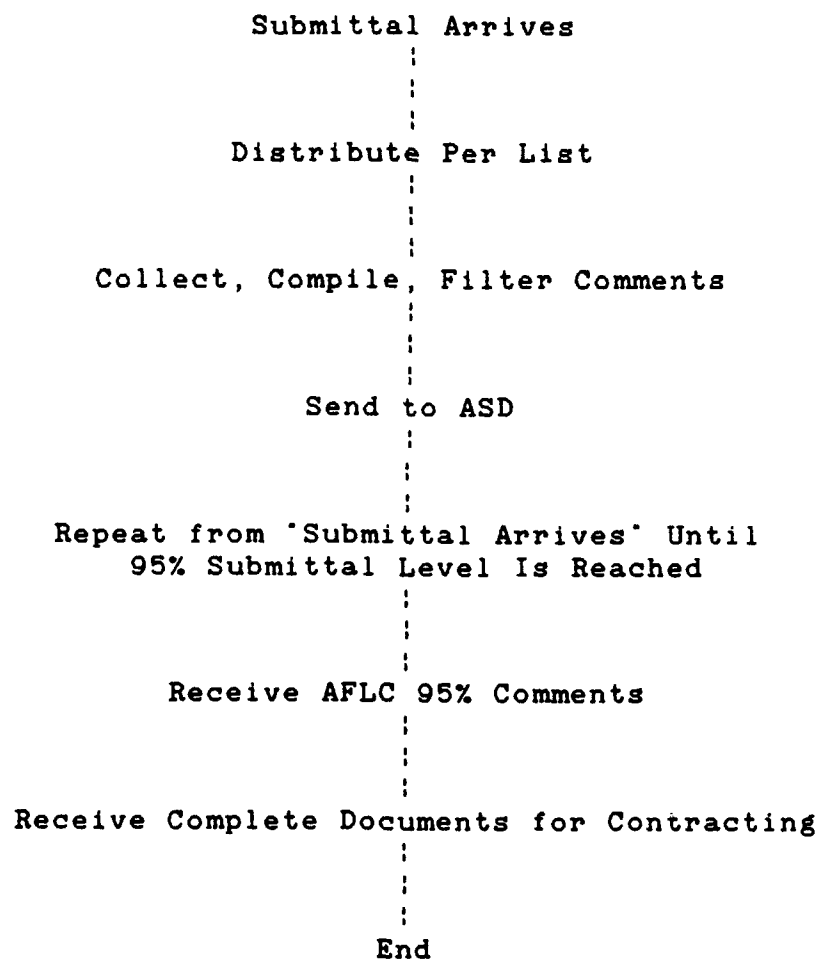 Submittal Arrives
Distribute Per List
Collect, Compile, Filter Comments
Send to ASD
Repeat from "Submittal Arrives" Until
95% Submittal Level Is Reached
Receive AFLC 95% Comments
Receive Complete Documents for Contracting
End